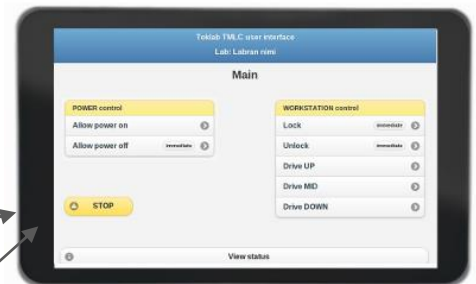 Teklab TMLC user interface
Lab: Labran nimi
Main
POWER control
Allow power on
Allow power off immediate
STOP
WORKSTATION control
Lock immediate
Unlock immediate
Drive UP
Drive MID
Drive DOWN
View status